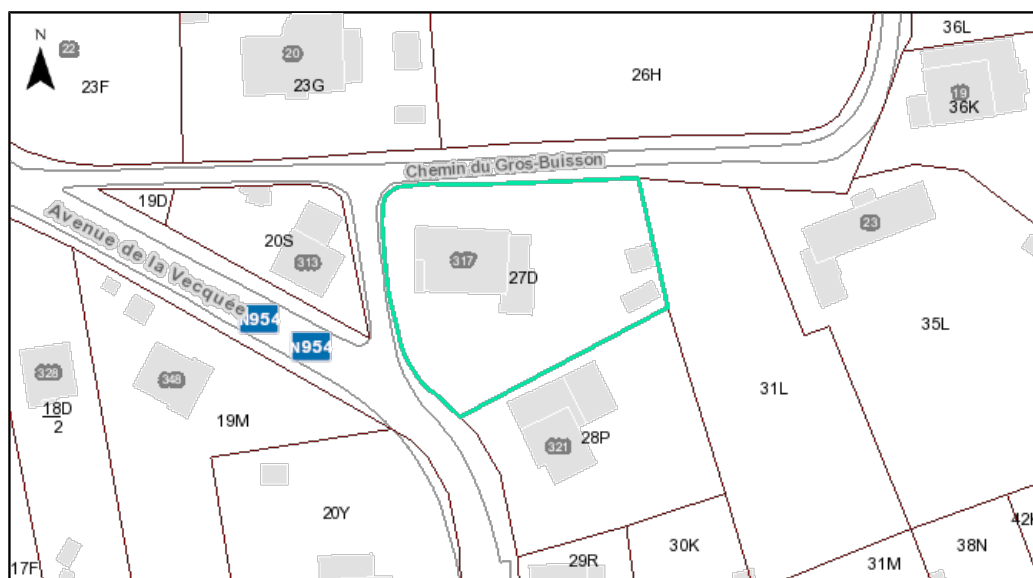 N
22
23F
20
23G
26H
36L
19
36K
Chemin du Gros Buisson
19D
20S
313
Avenue de la Vecquée
N954
N954
317
27D
23
35L
31L
328
18D
2
348
19M
321
28P
20Y
17F
29R
30K
31M
38N